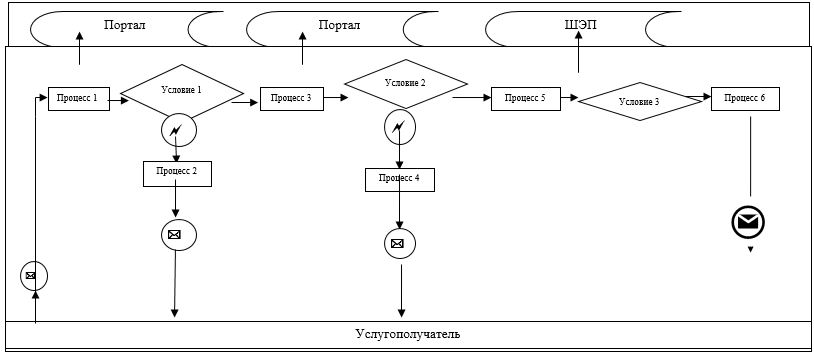 Портал
Портал
ШЭП
Процесс 1
Условие 1
Процесс 3
Условие 2
Процесс 5
Условие 3
Процесс 6
Процесс 2
Процесс 4
Услугополучатель